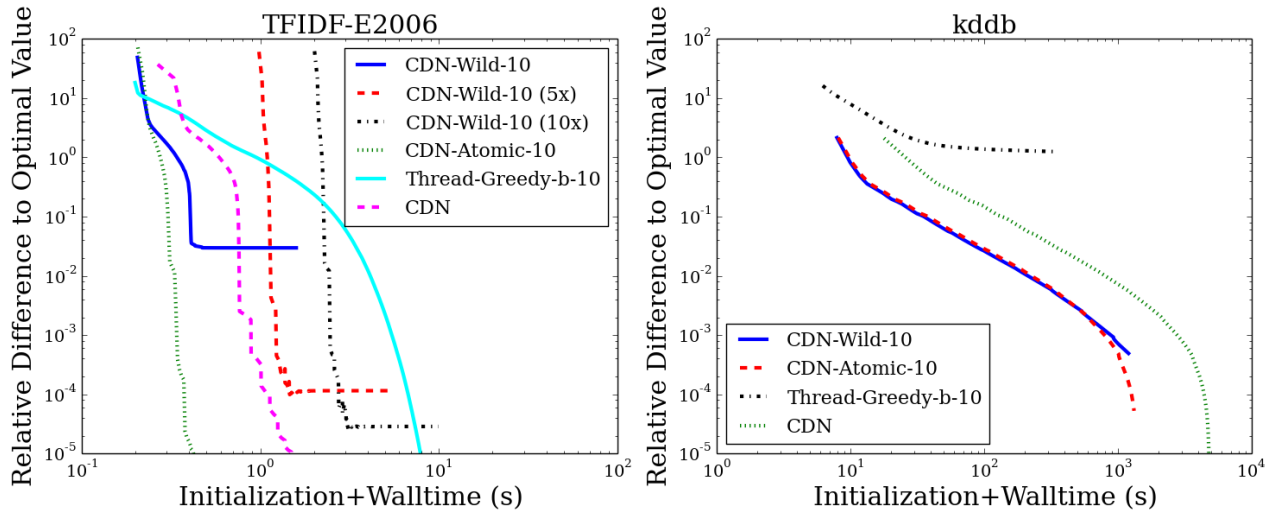 TFIDF-E2006
Relative Difference to Optimal Value
10^2
10^1
10^0
10^-1
10^-2
10^-3
10^-4
10^-5
CDN-Wild-10
CDN-Wild-10 (5x)
CDN-Wild-10 (10x)
CDN-Atomic-10
Thread-Greedy-b-10
CDN
10^-1
10^0
10^1
10^2
Initialization+Walltime (s)
kddb
Relative Difference to Optimal Value
10^2
10^1
10^0
10^-1
10^-2
10^-3
10^-4
10^-5
CDN-Wild-10
CDN-Atomic-10
Thread-Greedy-b-10
CDN
10^0
10^1
10^2
10^3
10^4
Initialization+Walltime (s)